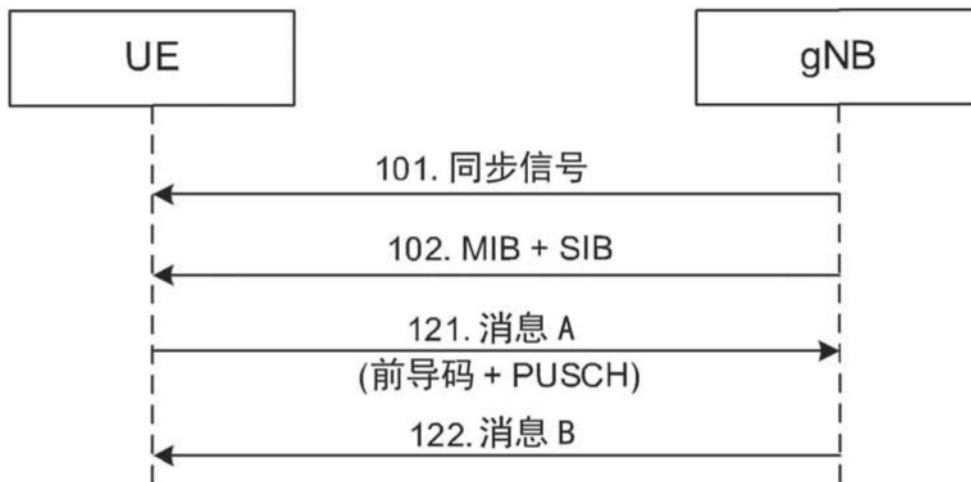 UE
gNB
101. 同步信号
102. MIB + SIB
121. 消息 A
(前导码 + PUSCH)
122. 消息 B